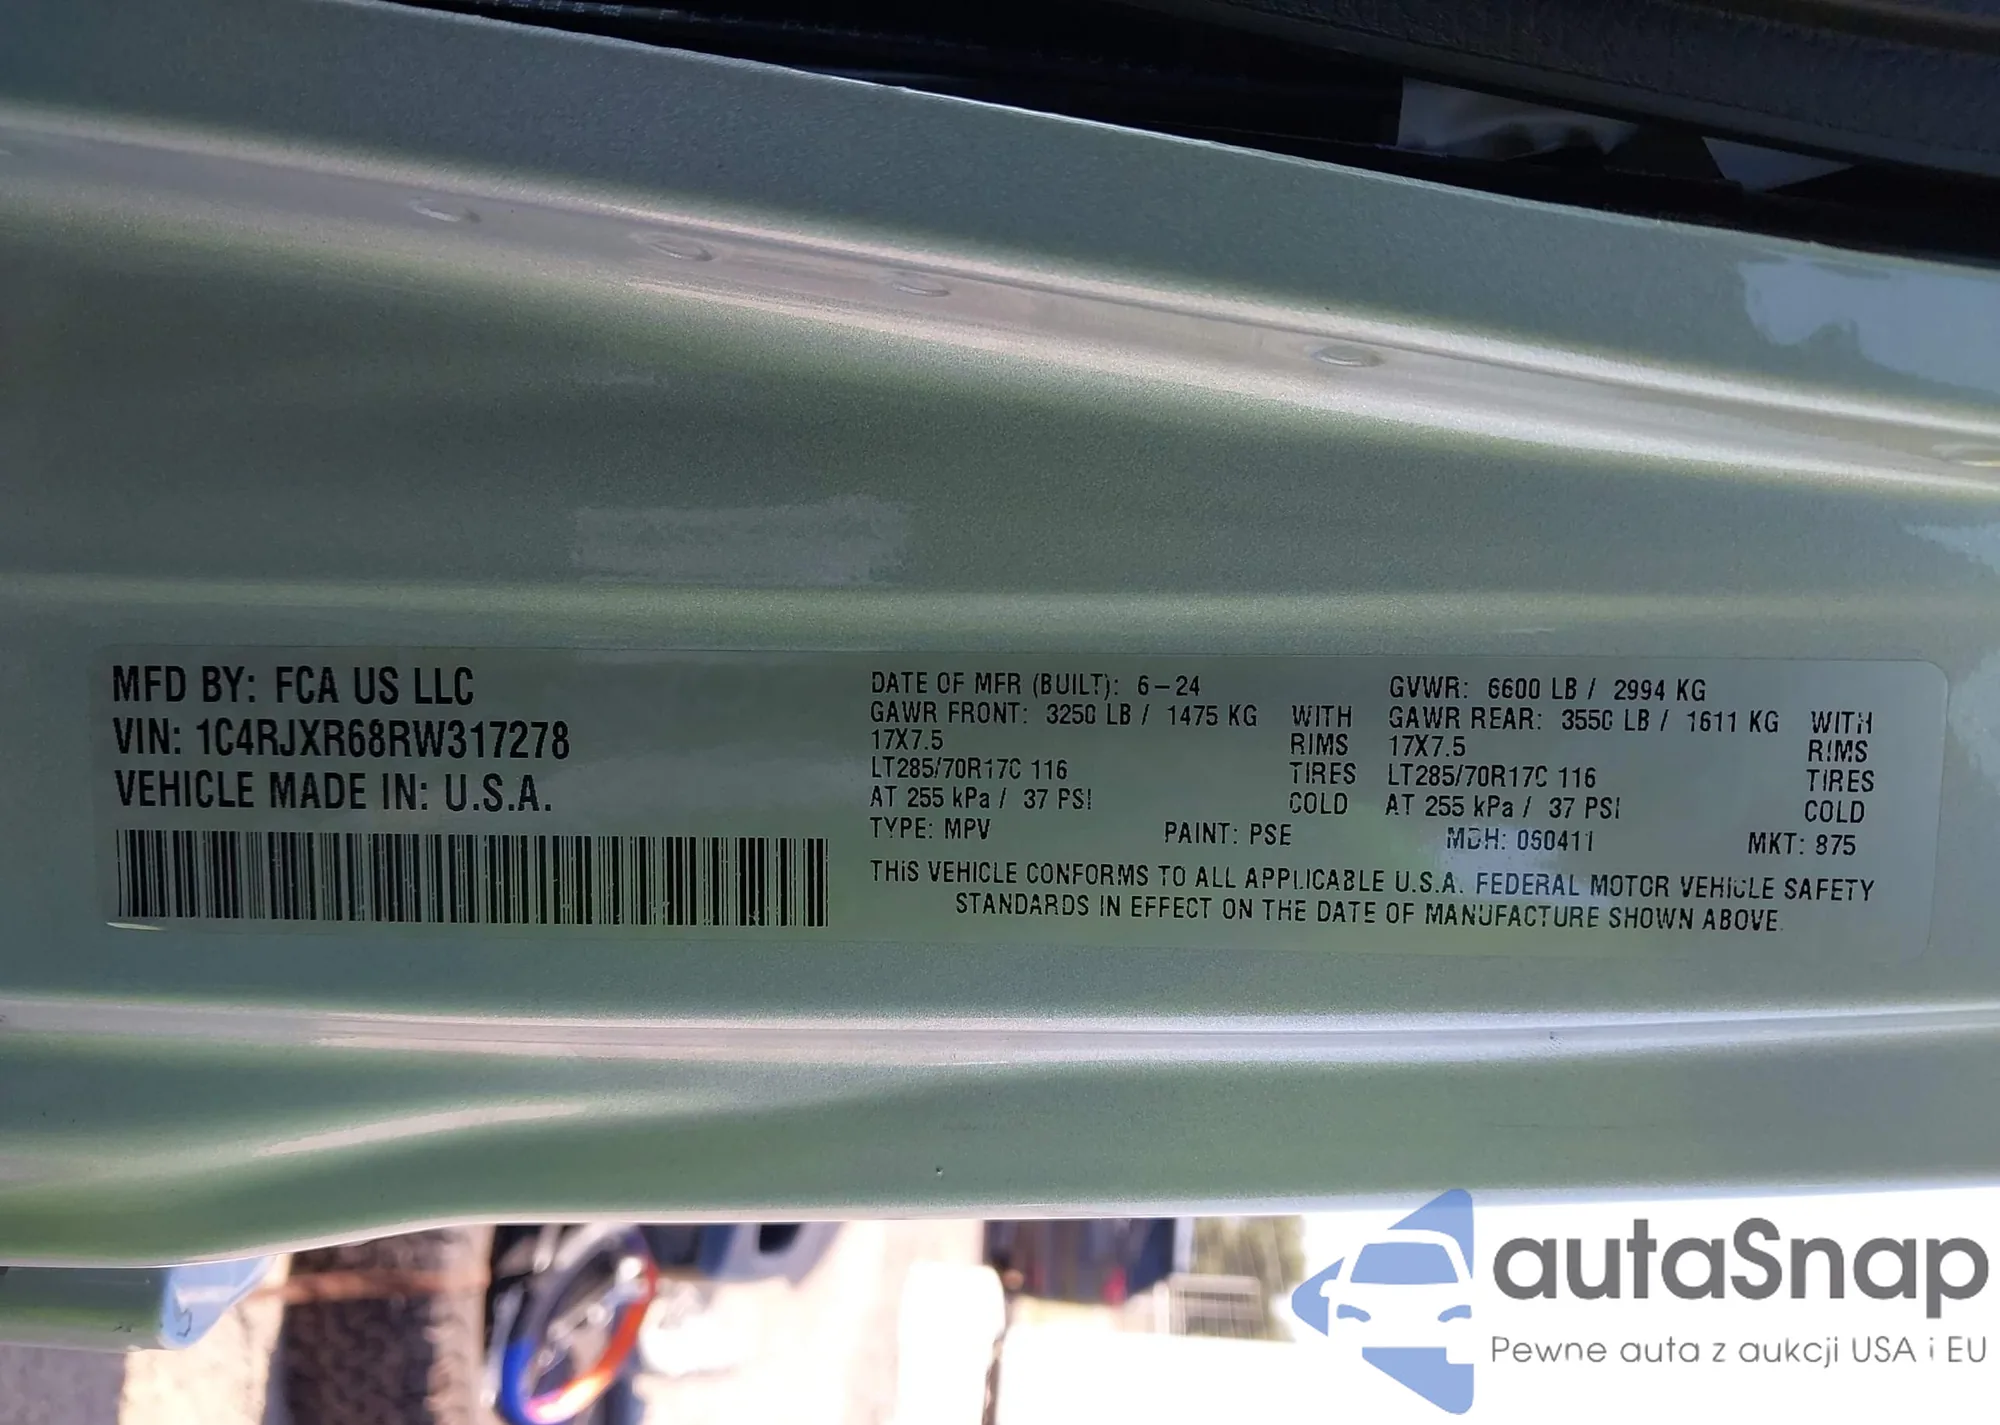 MFD BY: FCA US LLC
VIN: 1C4RJXR68RW317278
VEHICLE MADE IN: U.S.A.
DATE OF MFR (BUILT): 6-24 GVWR: 6600 LB / 2994 KG
GAWR FRONT: 3250 LB / 1475 KG WITH GAWR REAR: 3550 LB / 1611 KG WITH
17X7.5 RIMS 17X7.5 RIMS
LT285/70R17C 116 TIRES LT285/70R17C 116 TIRES
AT 255 kPa / 37 PSI COLD AT 255 kPa / 37 PSI COLD
TYPE: MPV PAINT: PSE MDH: 060411 MKT: 875
THIS VEHICLE CONFORMS TO ALL APPLICABLE U.S.A. FEDERAL MOTOR VEHICLE SAFETY
STANDARDS IN EFFECT ON THE DATE OF MANUFACTURE SHOWN ABOVE.
autaSnap
Pewne auta z aukcji USA i EU